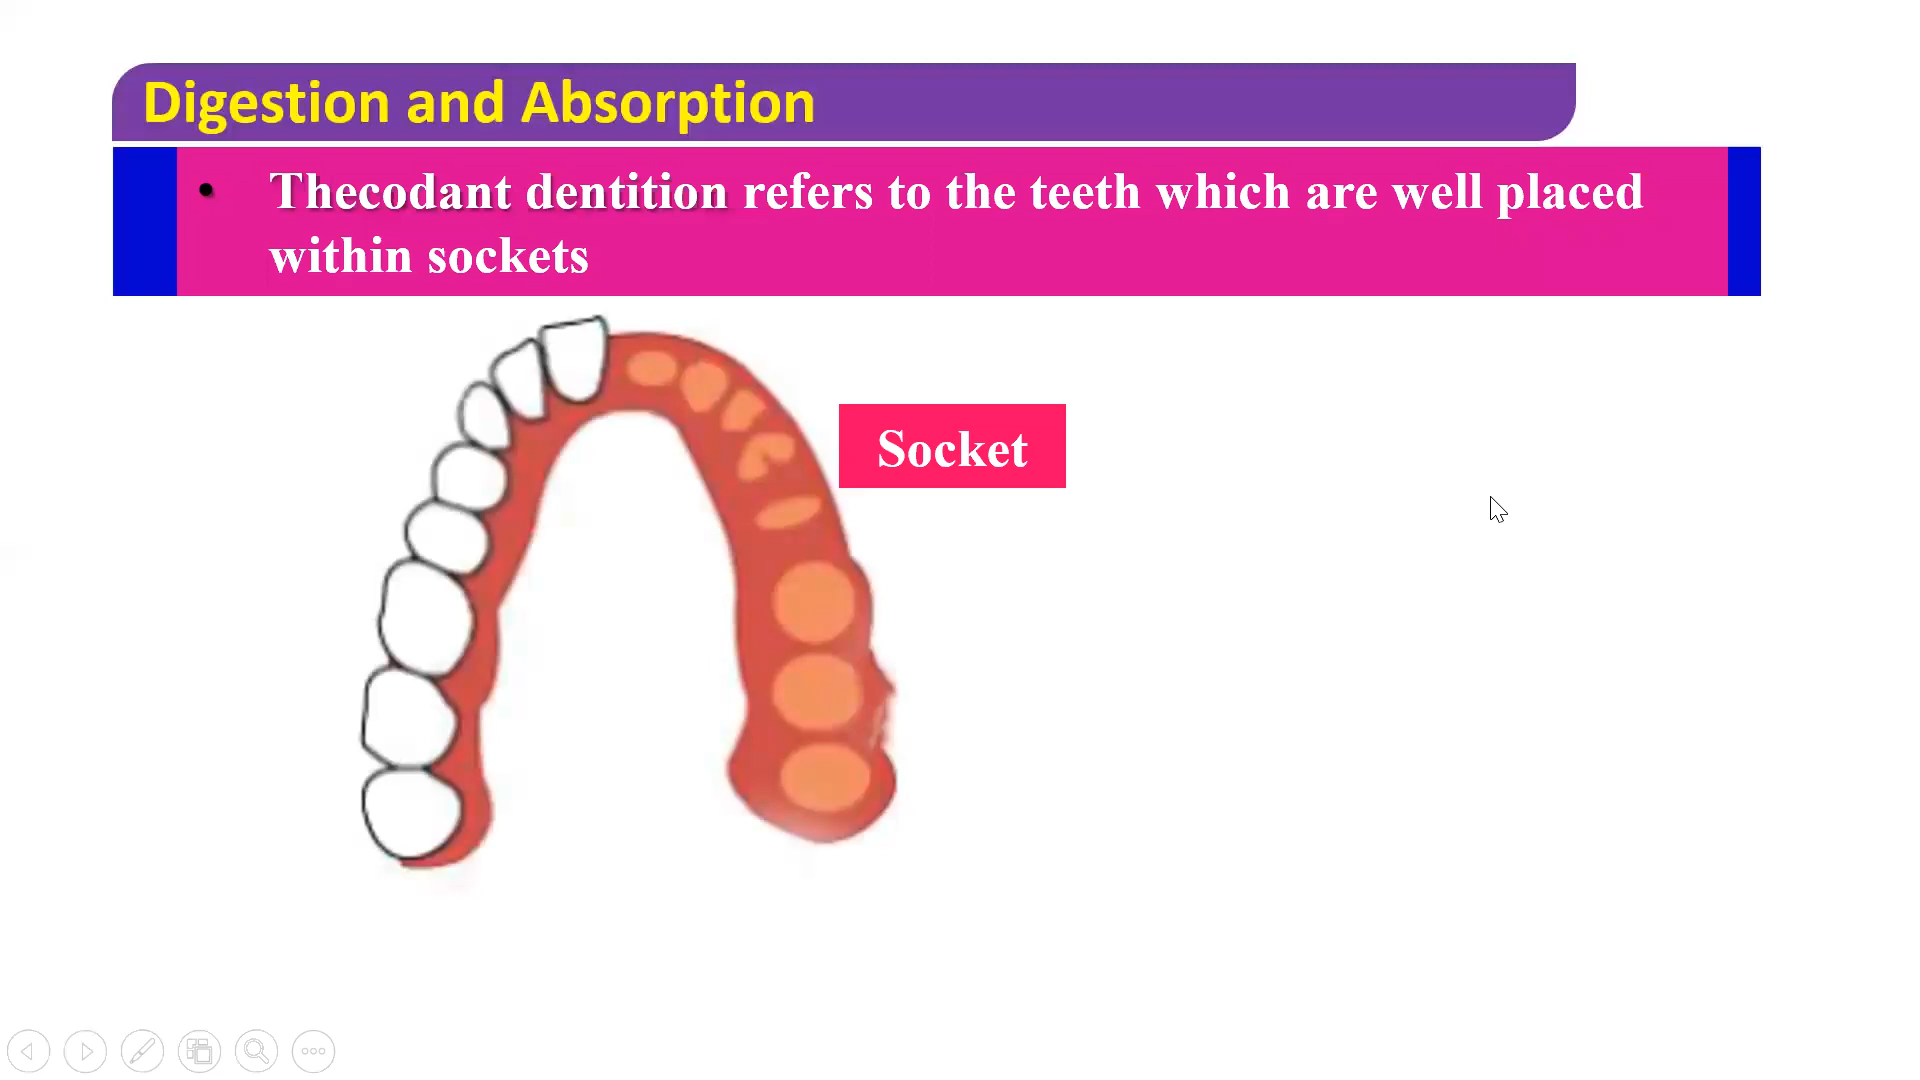 Digestion and Absorption
• Thecodant dentition refers to the teeth which are well placed
within sockets
Socket